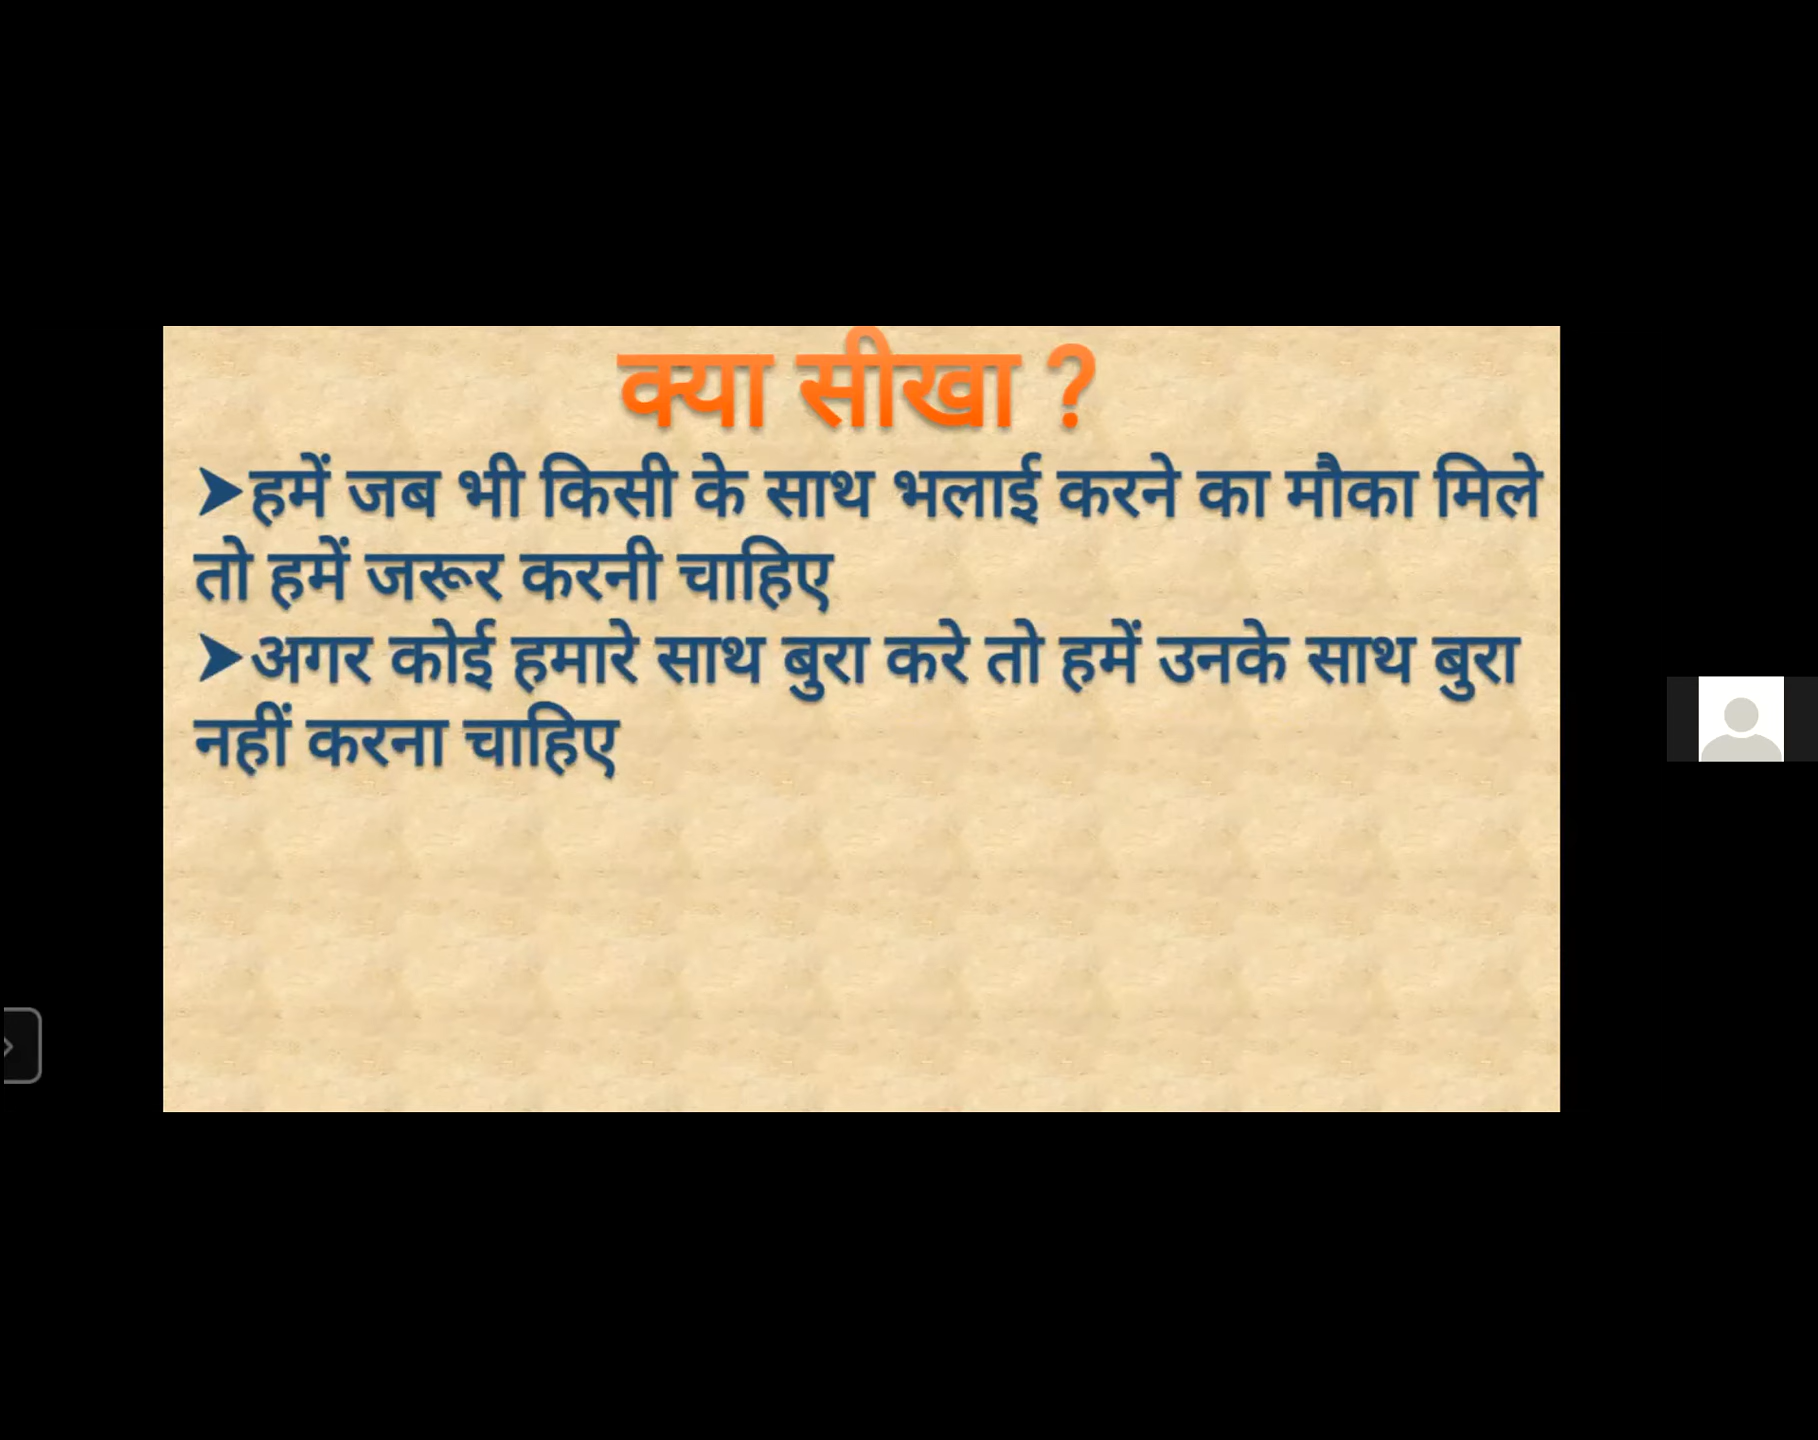 क्या सीखा ?
➤हमें जब भी किसी के साथ भलाई करने का मौका मिले
तो हमें जरूर करनी चाहिए
➤अगर कोई हमारे साथ बुरा करे तो हमें उनके साथ बुरा
नहीं करना चाहिए